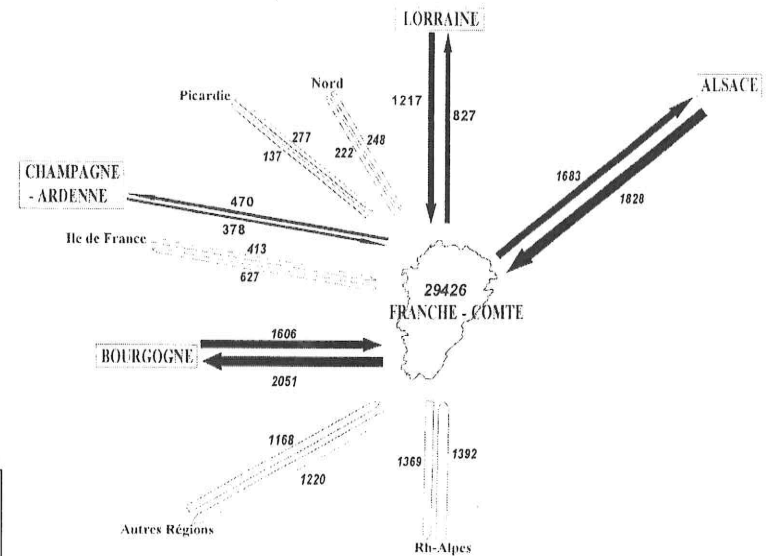 LORRAINE
1217
827
ALSACE
1683
1828
Nord
248
222
Picardie
277
137
CHAMPAGNE
- ARDENNE
470
378
Ile de France
413
627
29426
FRANCHE - COMTE
BOURGOGNE
1606
2051
1168
1220
Autres Régions
1369
1392
Rh-Alpes